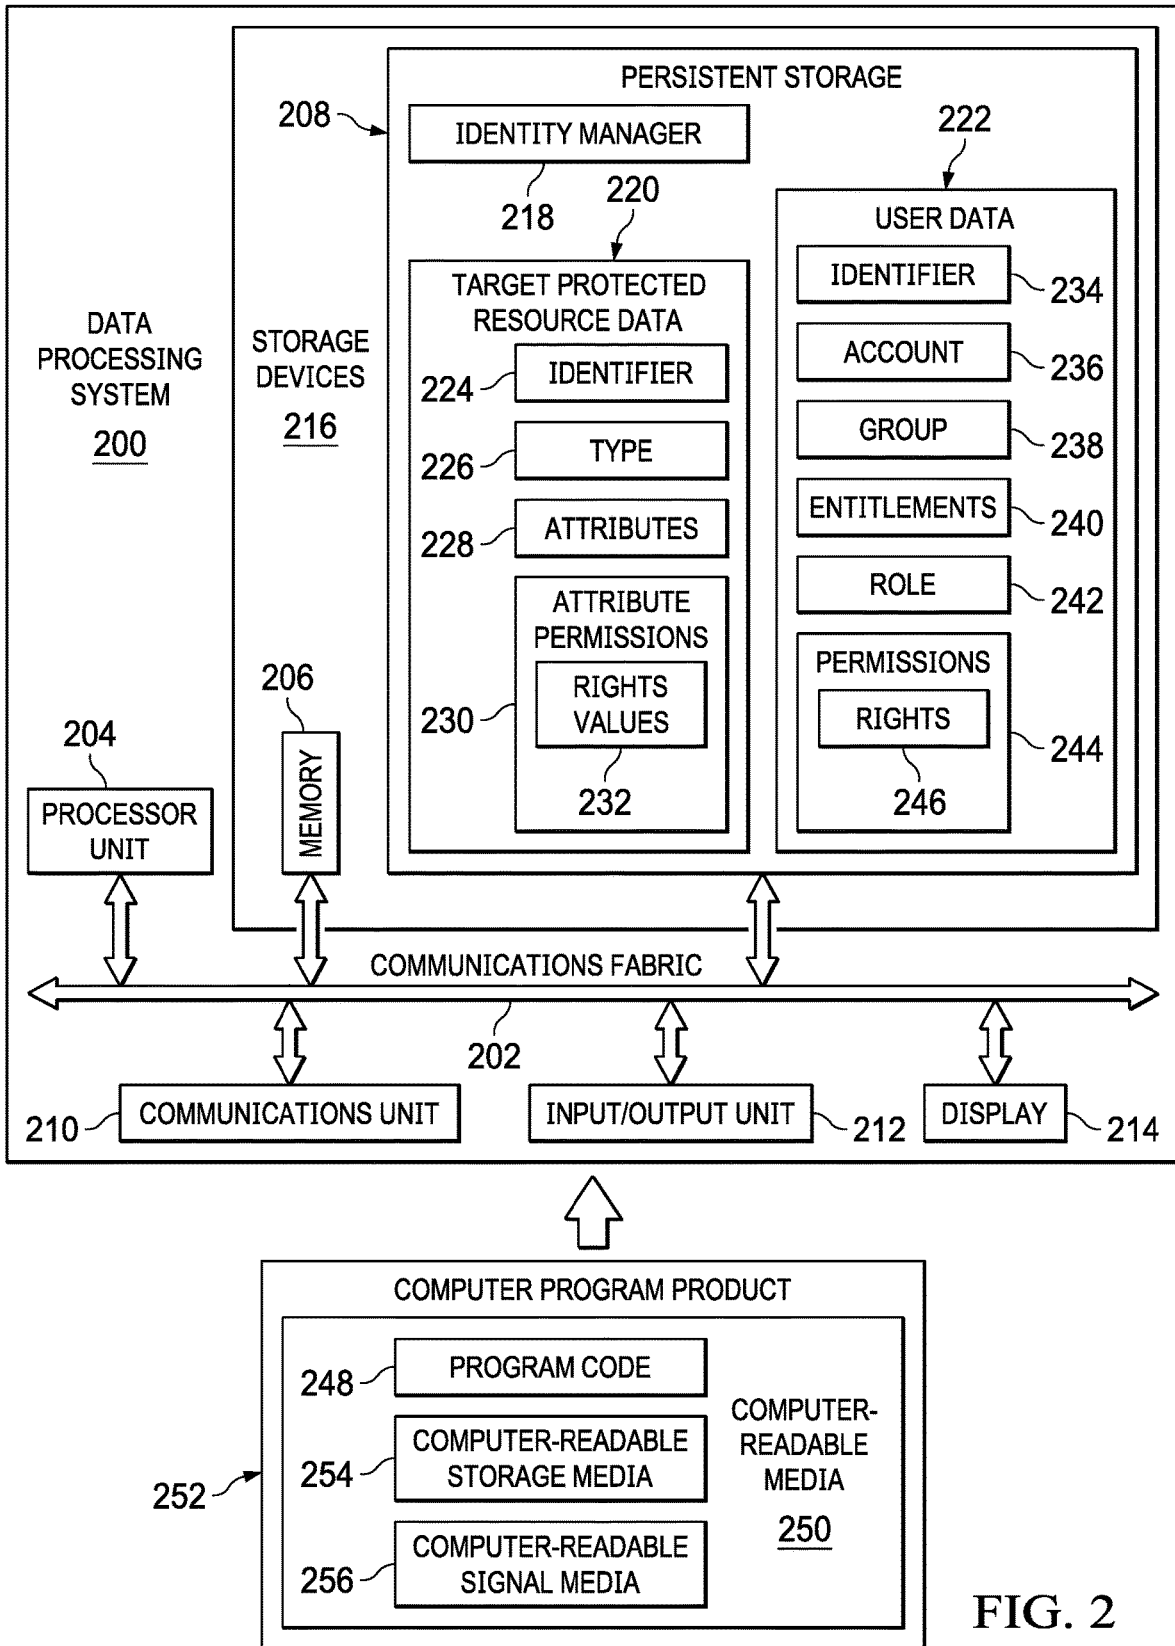 PERSISTENT STORAGE
208
IDENTITY MANAGER
218
220
222
TARGET PROTECTED
RESOURCE DATA
224
IDENTIFIER
226
TYPE
228
ATTRIBUTES
ATTRIBUTE
PERMISSIONS
230
RIGHTS
VALUES
232
USER DATA
IDENTIFIER
234
ACCOUNT
236
GROUP
238
ENTITLEMENTS
240
ROLE
242
PERMISSIONS
RIGHTS
244
246
DATA
PROCESSING
SYSTEM
200
STORAGE
DEVICES
216
206
MEMORY
204
PROCESSOR
UNIT
COMMUNICATIONS FABRIC
202
210
COMMUNICATIONS UNIT
INPUT/OUTPUT UNIT
212
DISPLAY
214
COMPUTER PROGRAM PRODUCT
248
PROGRAM CODE
254
COMPUTER-READABLE
STORAGE MEDIA
256
COMPUTER-READABLE
SIGNAL MEDIA
COMPUTER-
READABLE
MEDIA
250
252
FIG. 2